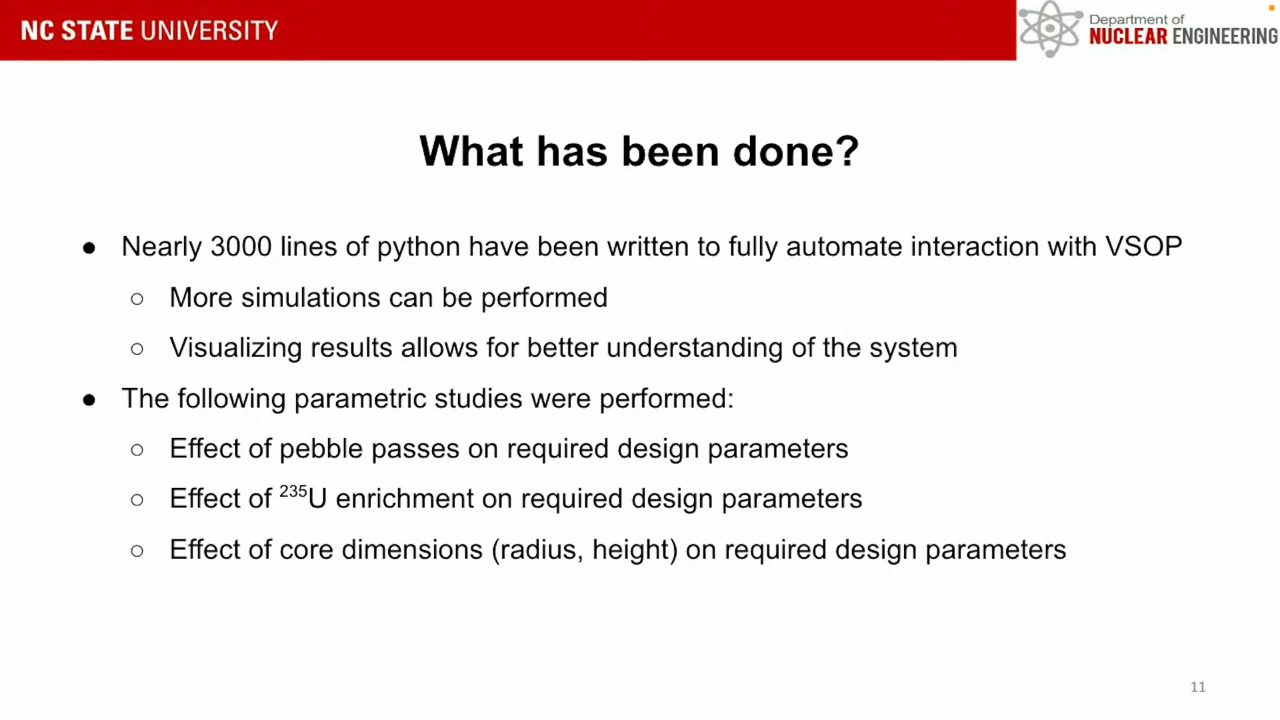 NC STATE UNIVERSITY
Department of
NUCLEAR ENGINEERING
What has been done?
● Nearly 3000 lines of python have been written to fully automate interaction with VSOP
○ More simulations can be performed
○ Visualizing results allows for better understanding of the system
● The following parametric studies were performed:
○ Effect of pebble passes on required design parameters
○ Effect of ²³⁵U enrichment on required design parameters
○ Effect of core dimensions (radius, height) on required design parameters
11